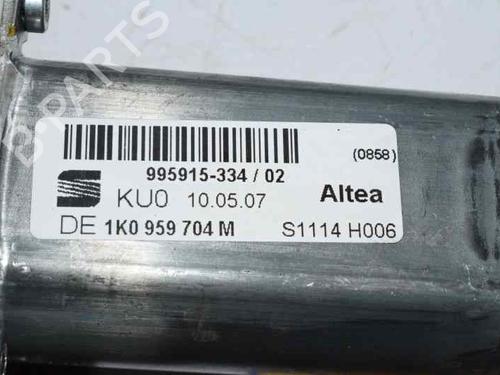 B-PARTS
995915-334 / 02
(0858)
KU0 10.05.07
Altea
DE 1K0 959 704 M
S1114 H006